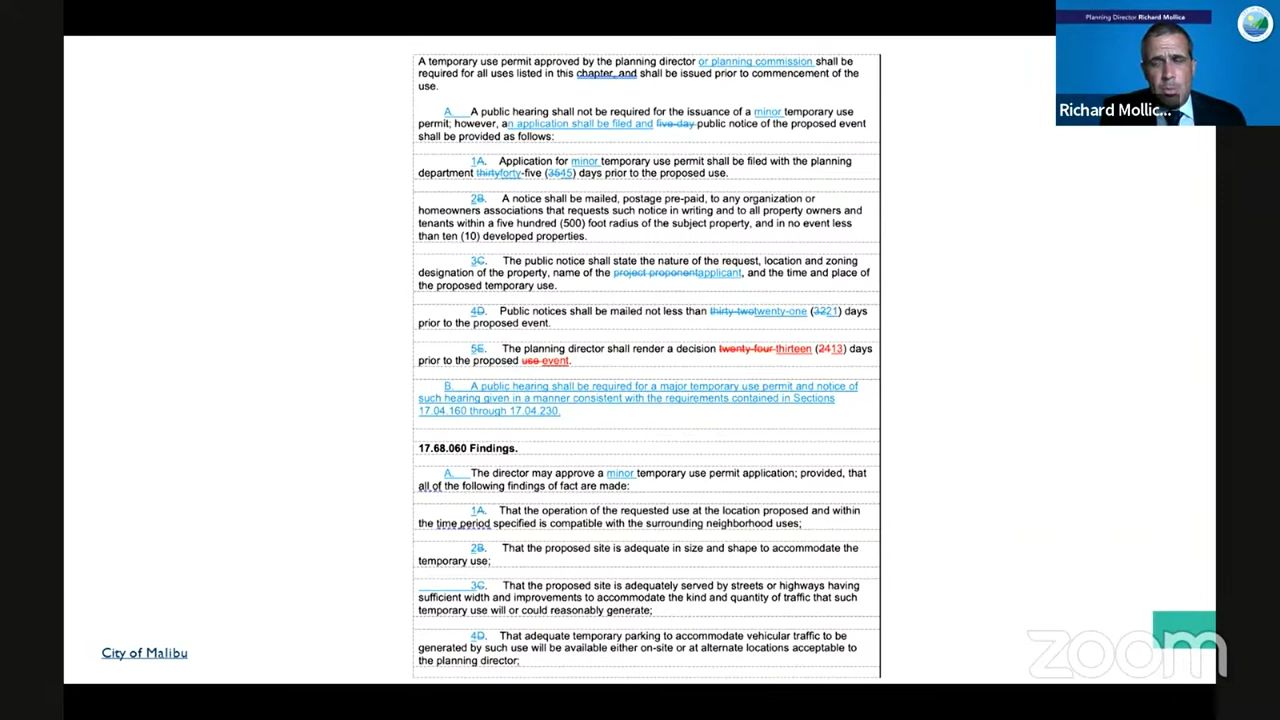 Planning Director Richard Mollica
Richard Mollic...
A temporary use permit approved by the planning director or planning commission shall be
required for all uses listed in this chapter, and shall be issued prior to commencement of the
use.
A. A public hearing shall not be required for the issuance of a minor temporary use
permit; however, an application shall be filed and five-day public notice of the proposed event
shall be provided as follows:
1A. Application for minor temporary use permit shall be filed with the planning
department thirtyforty-five (3545) days prior to the proposed use.
2B. A notice shall be mailed, postage pre-paid, to any organization or
homeowners associations that requests such notice in writing and to all property owners and
tenants within a five hundred (500) foot radius of the subject property, and in no event less
than ten (10) developed properties.
3C. The public notice shall state the nature of the request, location and zoning
designation of the property, name of the project proponentapplicant, and the time and place of
the proposed temporary use.
4D. Public notices shall be mailed not less than thirty-twotwenty-one (3221) days
prior to the proposed event.
5E. The planning director shall render a decision twenty-four thirteen (2413) days
prior to the proposed use event.
B. A public hearing shall be required for a major temporary use permit and notice of
such hearing given in a manner consistent with the requirements contained in Sections
17.04.160 through 17.04.230.
17.68.060 Findings.
A. The director may approve a minor temporary use permit application; provided, that
all of the following findings of fact are made:
1A. That the operation of the requested use at the location proposed and within
the time period specified is compatible with the surrounding neighborhood uses;
2B. That the proposed site is adequate in size and shape to accommodate the
temporary use;
3C. That the proposed site is adequately served by streets or highways having
sufficient width and improvements to accommodate the kind and quantity of traffic that such
temporary use will or could reasonably generate;
4D. That adequate temporary parking to accommodate vehicular traffic to be
generated by such use will be available either on-site or at alternate locations acceptable to
the planning director;
City of Malibu
zoom